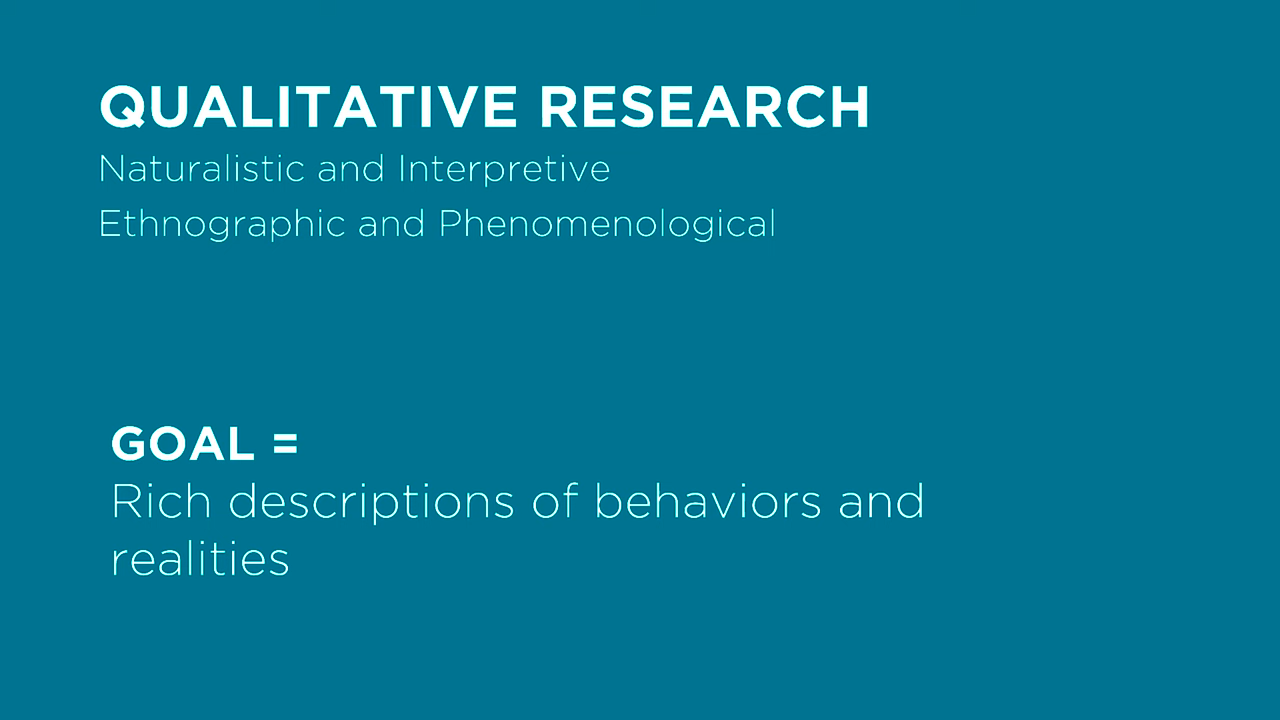 QUALITATIVE RESEARCH
Naturalistic and Interpretive
Ethnographic and Phenomenological
GOAL =
Rich descriptions of behaviors and
realities